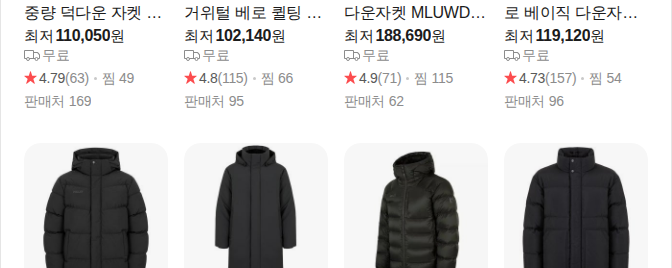 중량 덕다운 자켓 ...
거위털 베로 퀼팅 ...
다운자켓 MLUWD...
로 베이직 다운자...
최저 110,050원
최저 102,140원
최저 188,690원
최저 119,120원
무료
무료
무료
무료
★ 4.79(63) · 찜 49
★ 4.8(115) · 찜 66
★ 4.9(71) · 찜 115
★ 4.73(157) · 찜 54
판매처 169
판매처 95
판매처 62
판매처 96